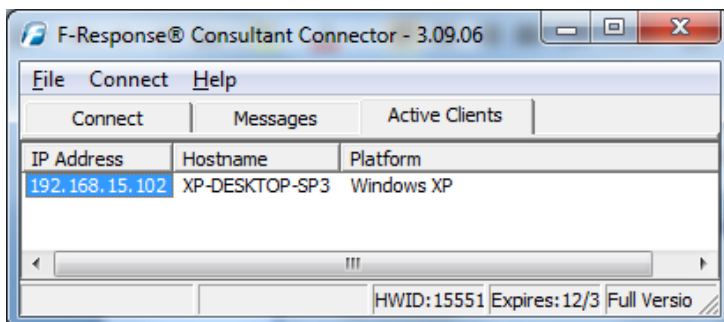 F-Response® Consultant Connector - 3.09.06
File Connect Help
Connect Messages Active Clients
IP Address Hostname Platform
192.168.15.102 XP-DESKTOP-SP3 Windows XP
HWID:15551 Expires:12/3 Full Versio